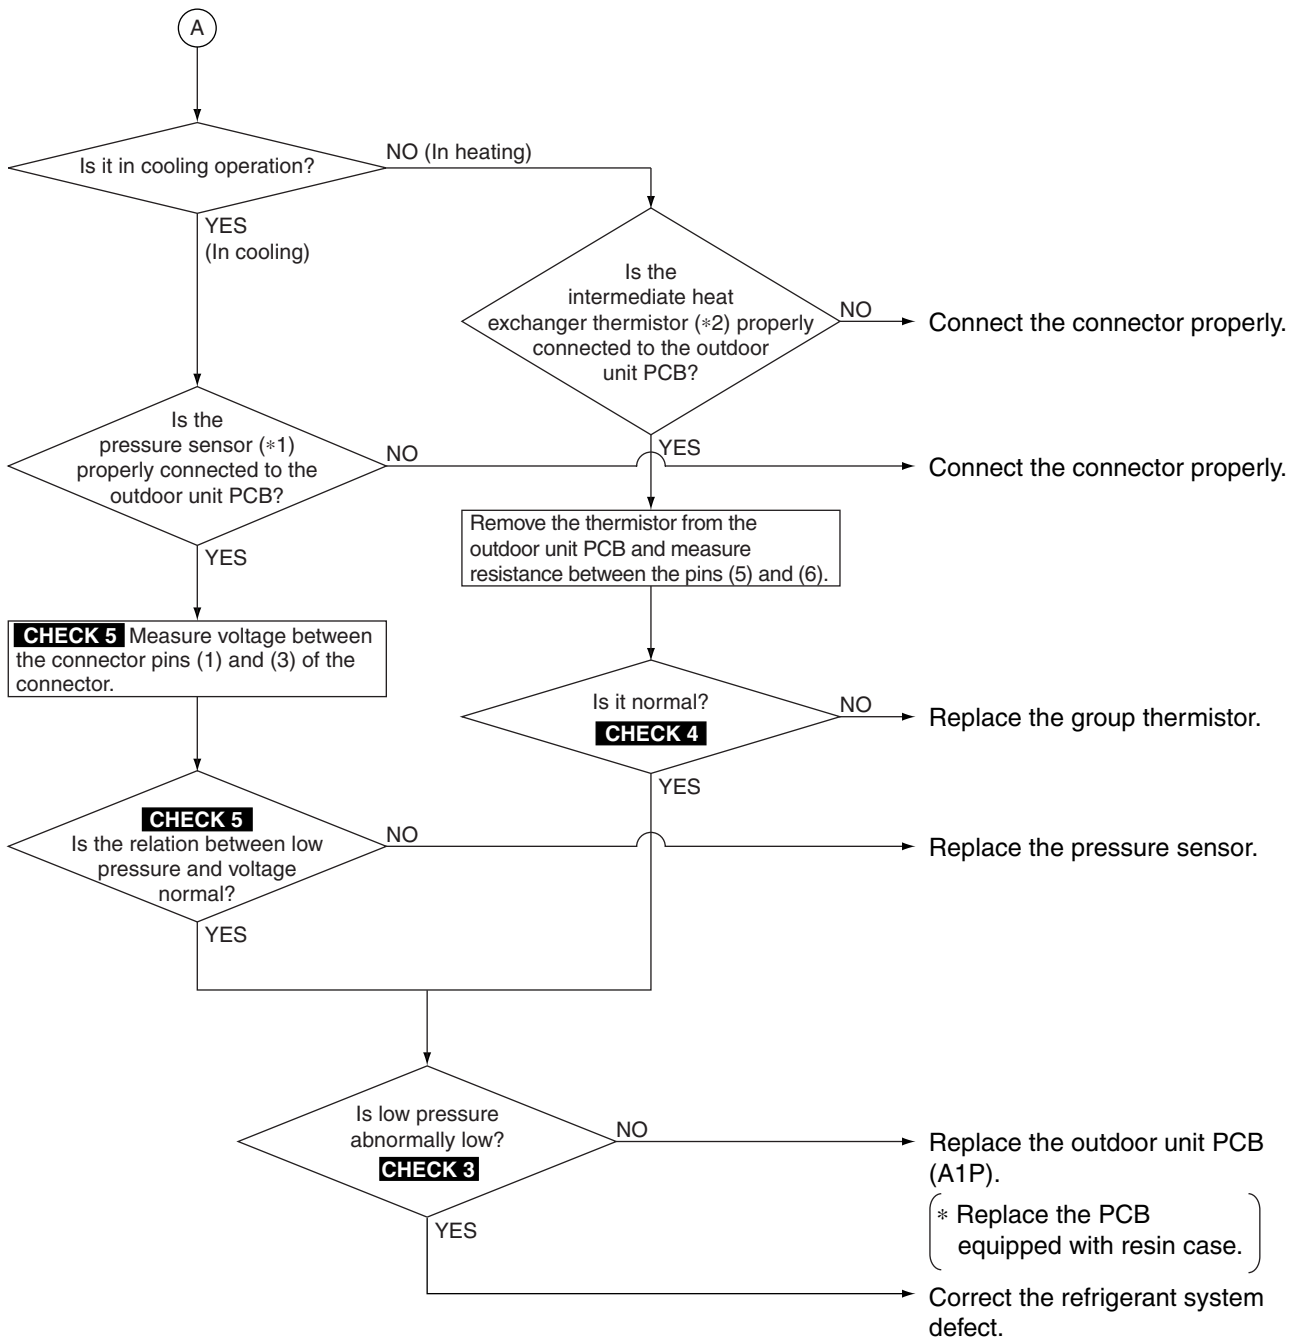 A
Is it in cooling operation?
NO (In heating)
YES
(In cooling)
Is the
intermediate heat
exchanger thermistor (*2) properly
connected to the outdoor
unit PCB?
NO
Connect the connector properly.
YES
Is the
pressure sensor (*1)
properly connected to the
outdoor unit PCB?
NO
Connect the connector properly.
YES
Remove the thermistor from the
outdoor unit PCB and measure
resistance between the pins (5) and (6).
CHECK 5 Measure voltage between
the connector pins (1) and (3) of the
connector.
Is it normal?
CHECK 4
NO
Replace the group thermistor.
YES
CHECK 5
Is the relation between low
pressure and voltage
normal?
NO
Replace the pressure sensor.
YES
Is low pressure
abnormally low?
CHECK 3
NO
Replace the outdoor unit PCB
(A1P).
* Replace the PCB
equipped with resin case.
YES
Correct the refrigerant system
defect.